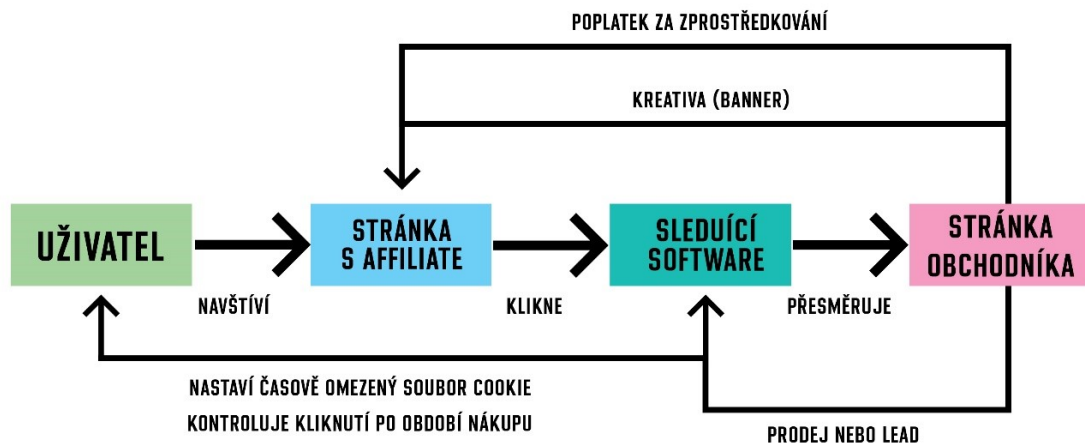 POPLATEK ZA ZPROSTŘEDKOVÁNÍ
KREATIVA (BANNER)
UŽIVATEL
STRÁNKA
S AFFILIATE
SLEDUÍCÍ
SOFTWARE
STRÁNKA
OBCHODNÍKA
NAVŠTÍVÍ
KLIKNE
PŘESMĚRUJE
NASTAVÍ ČASOVĚ OMEZENÝ SOUBOR COOKIE
KONTROLUJE KLIKNUTÍ PO OBDOBÍ NÁKUPU
PRODEJ NEBO LEAD